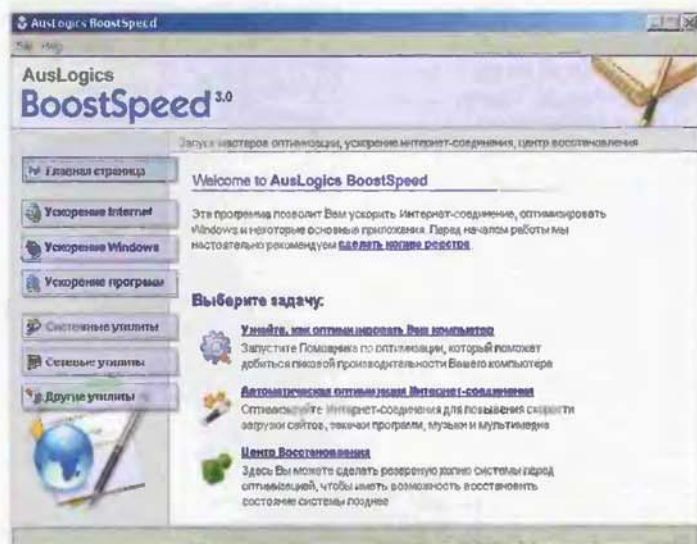 AusLogics BoostSpeed
Help
AusLogics
BoostSpeed 3.0
Запуск мастеров оптимизации, ускорение интернет-соединения, центр восстановления
Главная страница
Ускорение Internet
Ускорение Windows
Ускорение программ
Системные утилиты
Сетевые утилиты
Другие утилиты
Welcome to AusLogics BoostSpeed
Эта программа позволит Вам ускорить Интернет-соединение, оптимизировать
Windows и некоторые основные приложения. Перед началом работы мы
настоятельно рекомендуем сделать копию реестра
Выберите задачу:
Узнайте, как оптимизировать Ваш компьютер
Запустите Помощника по оптимизации, который поможет
добиться пиковой производительности Вашего компьютера
Автоматическая оптимизация Интернет-соединения
Оптимизируйте Интернет-соединения для повышения скорости
загрузки сайтов, закачки программ, музыки и мультимедиа
Центр Восстановления
Здесь Вы можете сделать резервную копию системы перед
оптимизацией, чтобы иметь возможность восстановить
состояние системы позднее